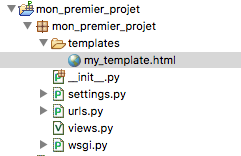 mon_premier_projet
mon_premier_projet
templates
my_template.html
__init__.py
settings.py
urls.py
views.py
wsgi.py